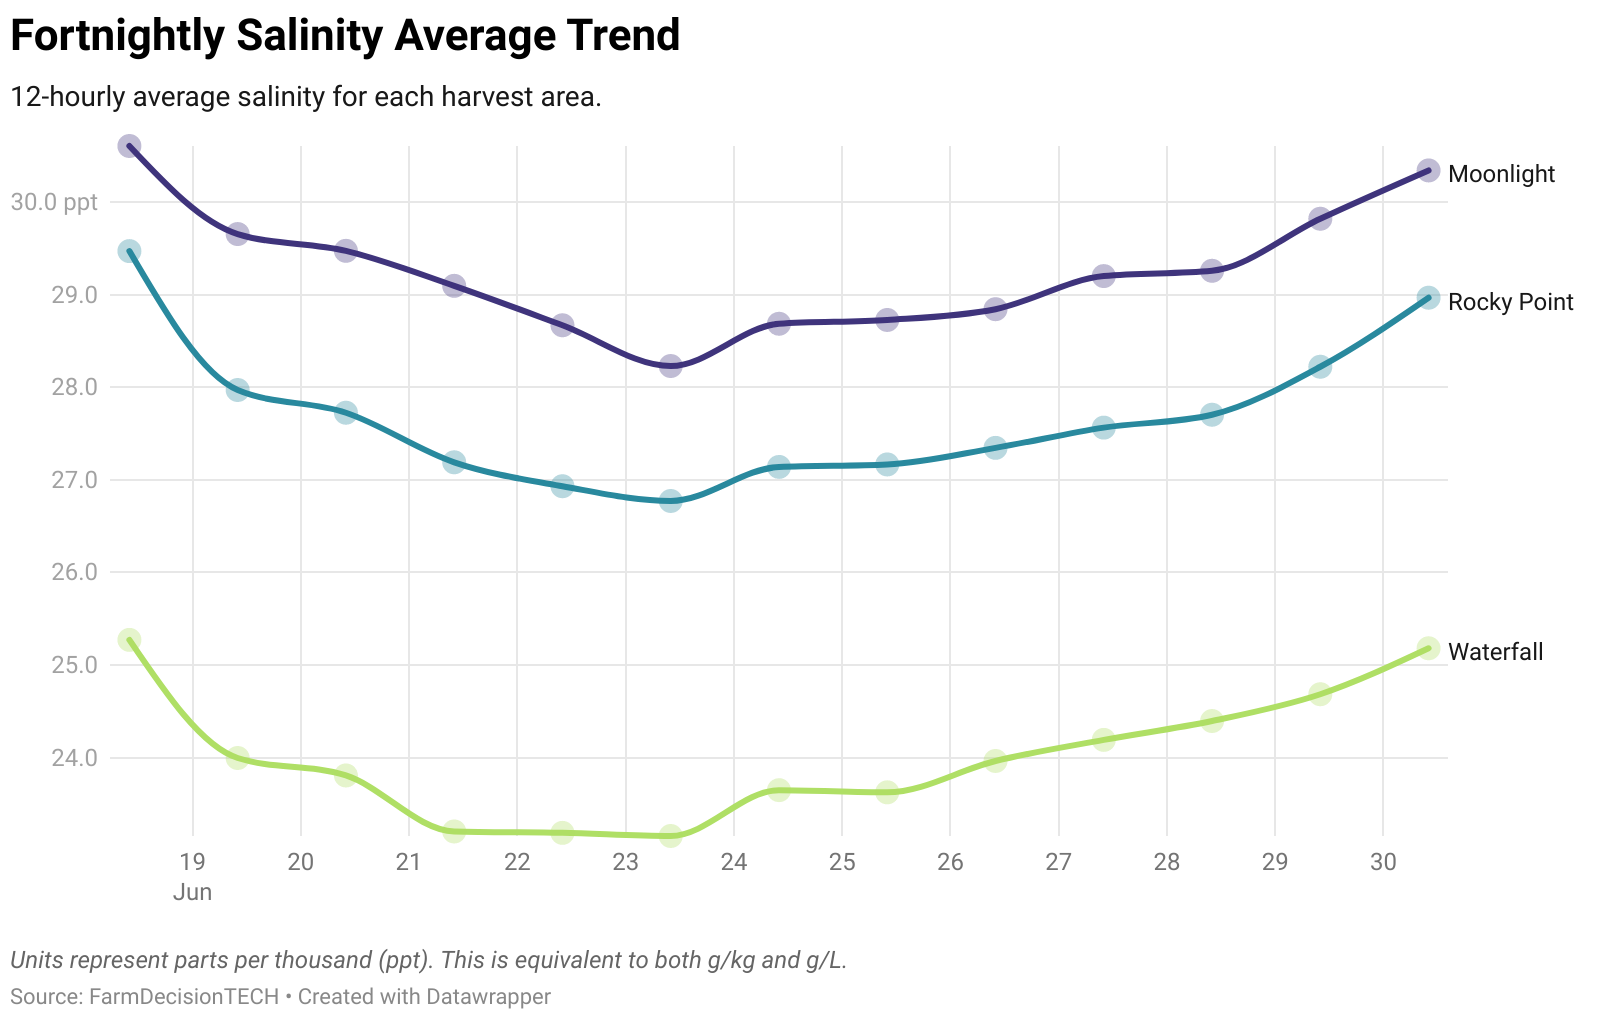 Fortnightly Salinity Average Trend
12-hourly average salinity for each harvest area.
30.0 ppt
29.0
28.0
27.0
26.0
25.0
24.0
Moonlight
Rocky Point
Waterfall
19 20 21 22 23 24 25 26 27 28 29 30
Jun
Units represent parts per thousand (ppt). This is equivalent to both g/kg and g/L.
Source: FarmDecisionTECH • Created with Datawrapper